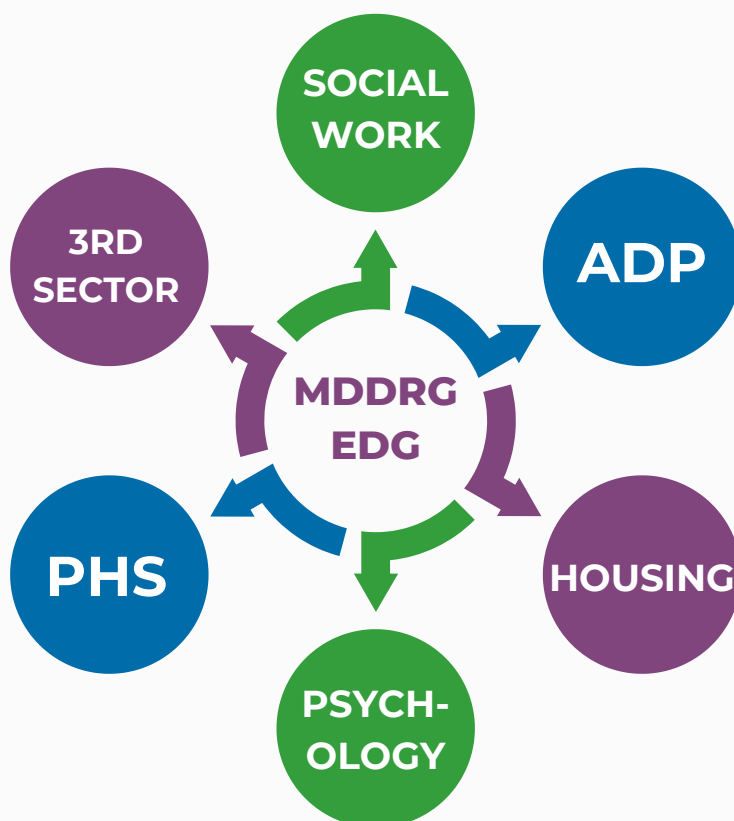 SOCIAL
WORK
3RD
SECTOR
ADP
MDDRG
EDG
PHS
HOUSING
PSYCH-
OLOGY